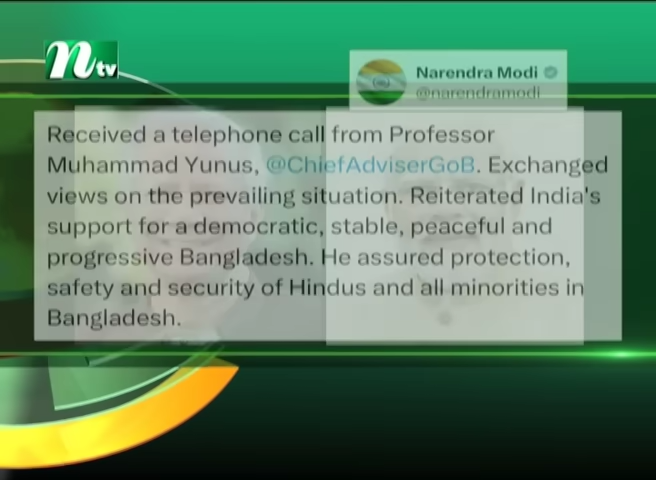 ntv
Narendra Modi
@narendramodi
Received a telephone call from Professor
Muhammad Yunus, @ChiefAdviserGoB. Exchanged
views on the prevailing situation. Reiterated India's
support for a democratic, stable, peaceful and
progressive Bangladesh. He assured protection,
safety and security of Hindus and all minorities in
Bangladesh.